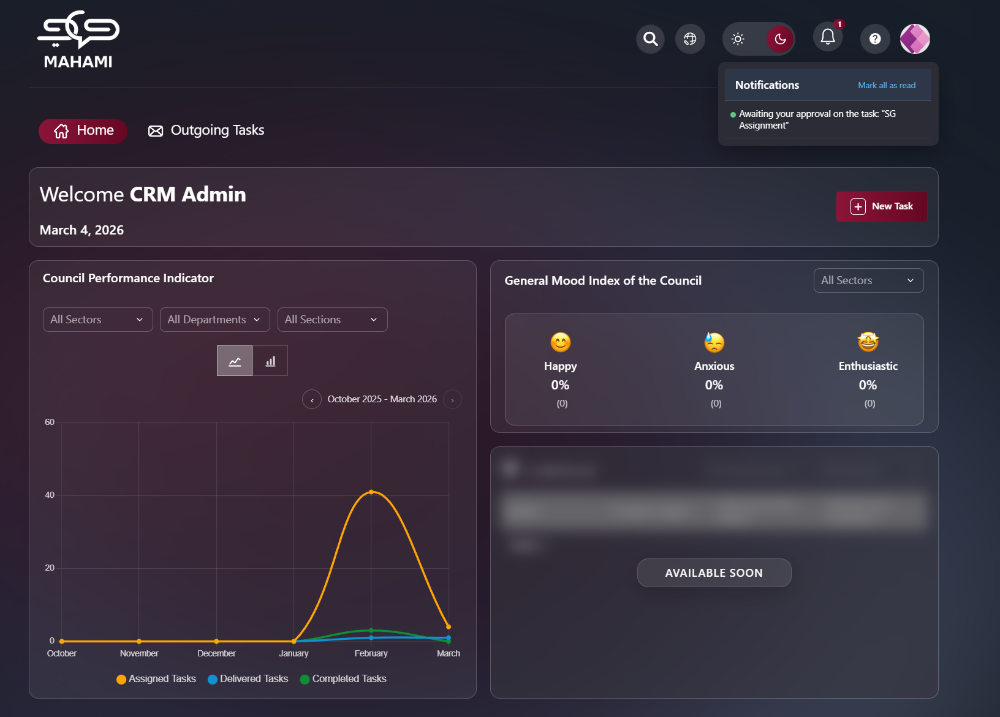 MAHAMI
1
Notifications
Mark all as read
Awaiting your approval on the task: “SG
Assignment”
Home
Outgoing Tasks
Welcome CRM Admin
March 4, 2026
New Task
Council Performance Indicator
All Sectors
All Departments
All Sections
October 2025 - March 2026
60
40
20
0
October
November
December
January
February
March
Assigned Tasks
Delivered Tasks
Completed Tasks
General Mood Index of the Council
All Sectors
Happy
0%
(0)
Anxious
0%
(0)
Enthusiastic
0%
(0)
AVAILABLE SOON